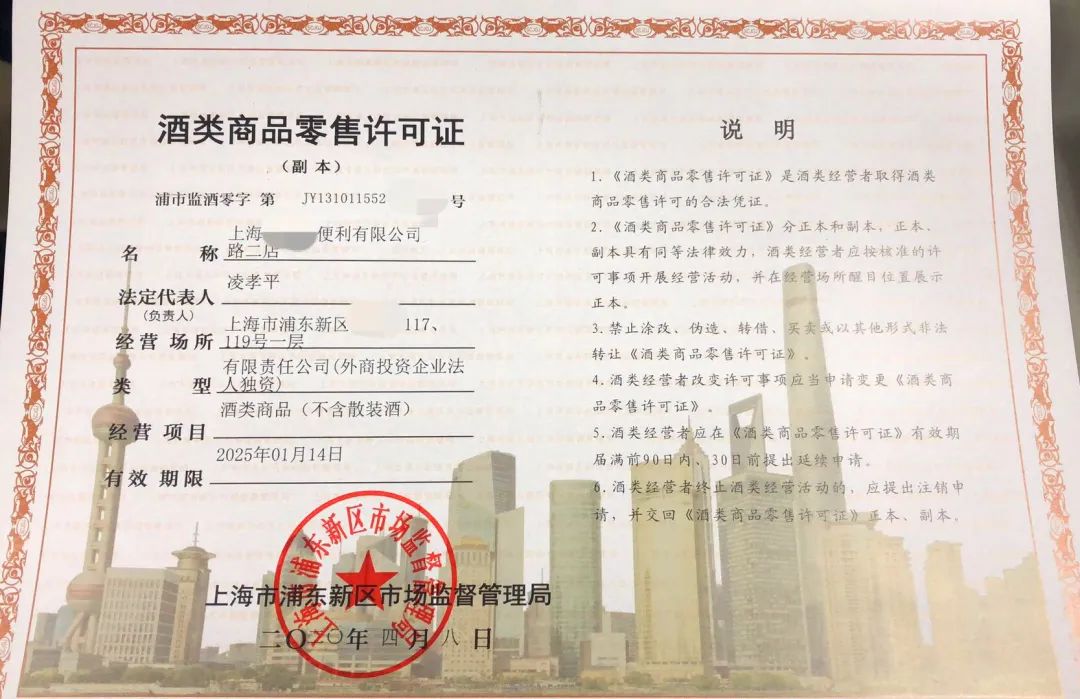 酒类商品零售许可证
（副 本）
浦市监酒零字 第 JY131011552 号
上海 便利有限公司
名 称 路二店
凌孝平
法定代表人
（负责人）
上海市浦东新区 117、
经 营 场 所 119号一层
有限责任公司(外商投资企业法
类 型 人独资)
酒类商品（不含散装酒）
经 营 项 目
2025年01月14日
有 效 期 限
上海市浦东新区市场监督管理局
上海市浦东新区市场监督管理局
二〇二〇年 四 月 八 日
说 明
1.《酒类商品零售许可证》是酒类经营者取得酒类
商品零售许可的合法凭证。
2.《酒类商品零售许可证》分正本和副本，正本、
副本具有同等法律效力，酒类经营者应按核准的许
可事项开展经营活动，并在经营场所醒目位置展示
正本。
3.禁止涂改、伪造、转借、买卖或以其他形式非法
转让《酒类商品零售许可证》。
4.酒类经营者改变许可事项应当申请变更《酒类商
品零售许可证》。
5.酒类经营者应在《酒类商品零售许可证》有效期
届满前90日内、30日前提出延续申请。
6.酒类经营者终止酒类经营活动的，应提出注销申
请，并交回《酒类商品零售许可证》正本、副本。